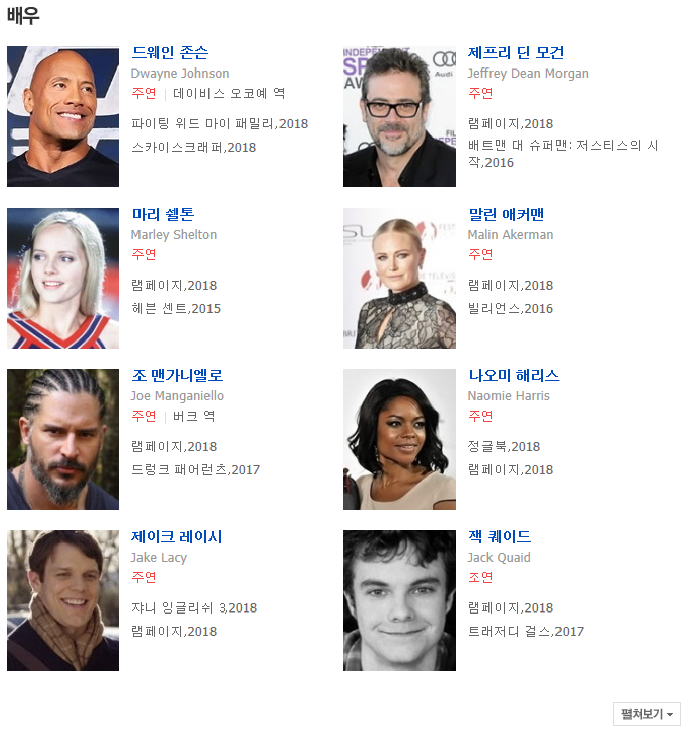 배우
드웨인 존슨
Dwayne Johnson
주연 데이비스 오코예 역
파이팅 위드 마이 패밀리,2018
스카이스크래퍼,2018
제프리 딘 모건
Jeffrey Dean Morgan
주연
램페이지,2018
배트맨 대 슈퍼맨: 저스티스의 시
작,2016
마리 쉘톤
Marley Shelton
주연
램페이지,2018
헤븐 센트,2015
말린 애커맨
Malin Akerman
주연
램페이지,2018
빌리언스,2016
조 맨가니엘로
Joe Manganiello
주연 버크 역
램페이지,2018
드렁크 패어런츠,2017
나오미 해리스
Naomie Harris
주연
정글북,2018
램페이지,2018
제이크 레이시
Jake Lacy
주연
쟈니 잉글리쉬 3,2018
램페이지,2018
잭 퀘이드
Jack Quaid
조연
램페이지,2018
트래저디 걸스,2017
펼쳐보기